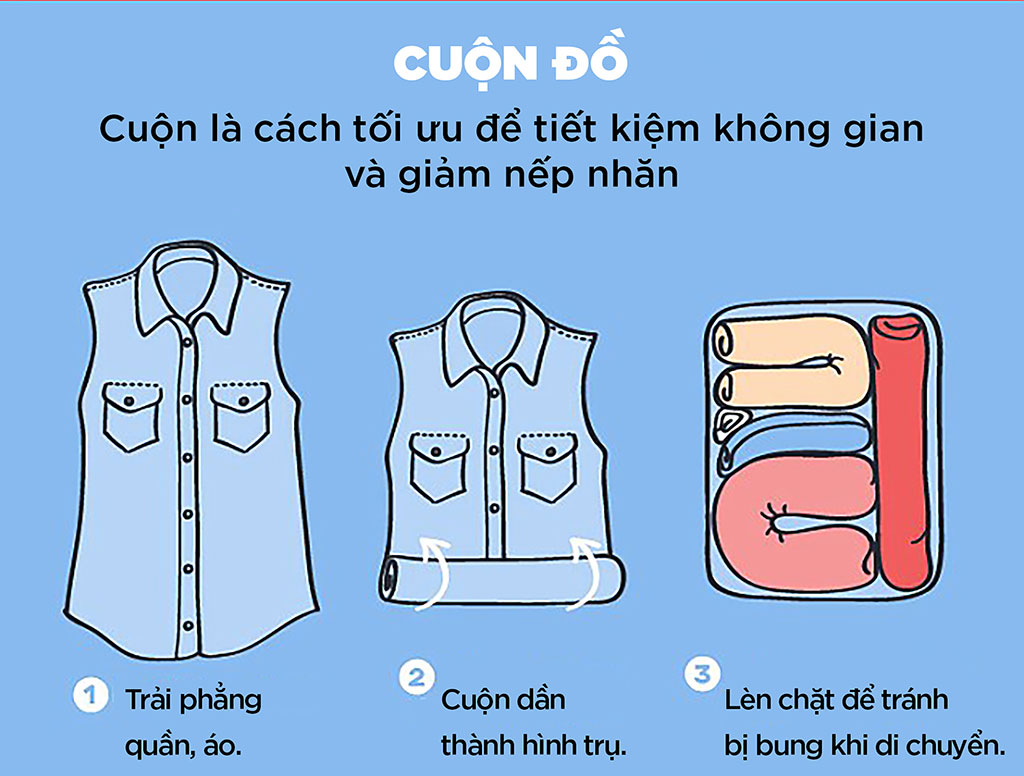 CUỘN ĐỒ
Cuộn là cách tối ưu để tiết kiệm không gian
và giảm nếp nhăn
1 Trải phẳng
quần, áo.
2 Cuộn dần
thành hình trụ.
3 Lèn chặt để tránh
bị bung khi di chuyển.